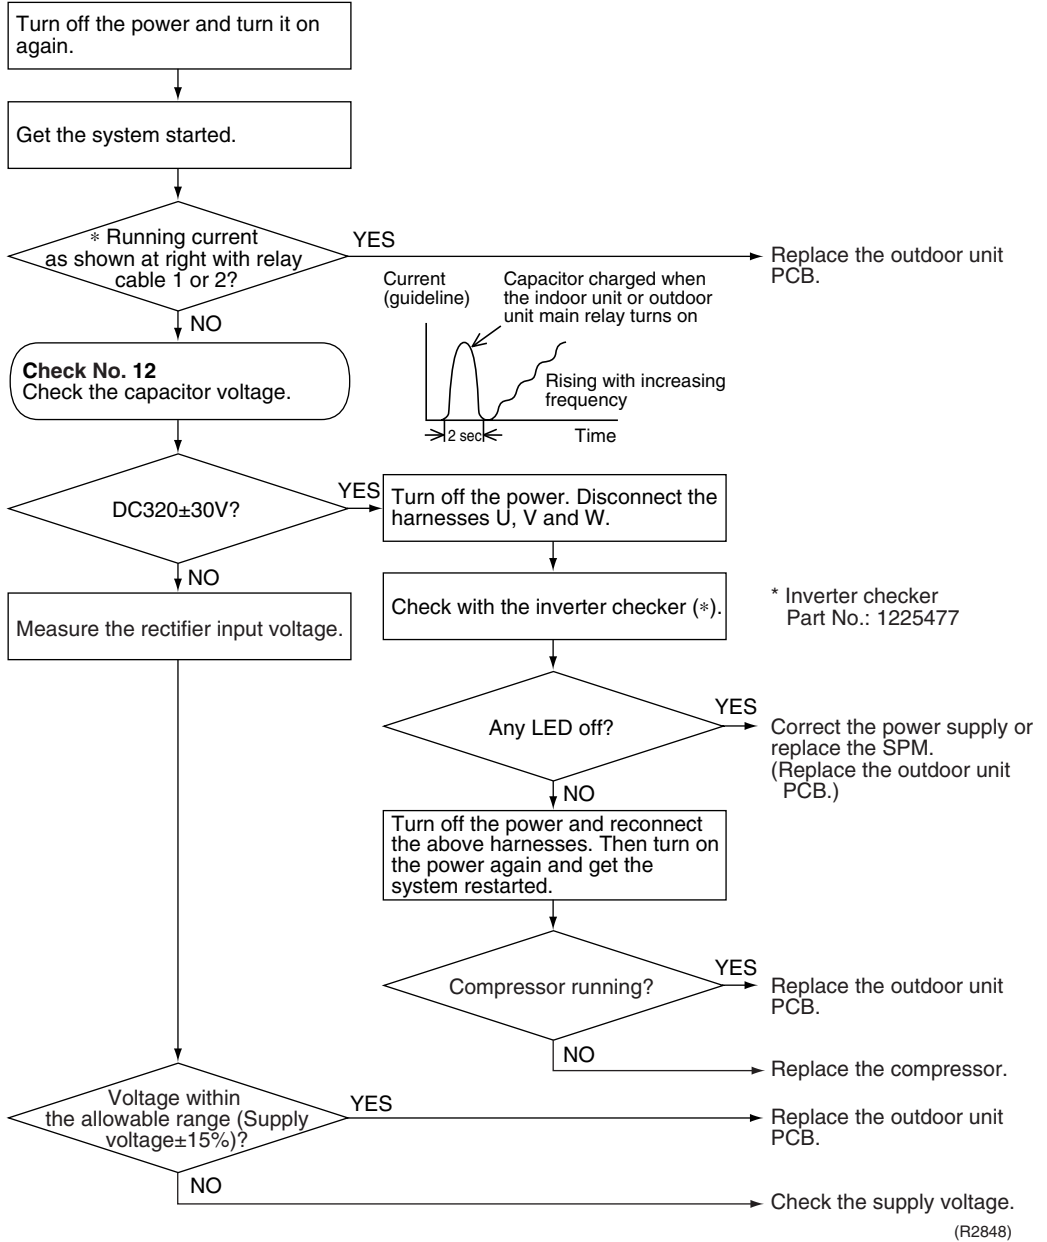 Turn off the power and turn it on
again.
Get the system started.
∗ Running current
as shown at right with relay
cable 1 or 2?
YES
Replace the outdoor unit
PCB.
Current
(guideline)
Capacitor charged when
the indoor unit or outdoor
unit main relay turns on
NO
Check No. 12
Check the capacitor voltage.
Rising with increasing
frequency
2 sec
Time
DC320±30V?
YES
Turn off the power. Disconnect the
harnesses U, V and W.
NO
Measure the rectifier input voltage.
Check with the inverter checker (∗).
* Inverter checker
Part No.: 1225477
Any LED off?
YES
Correct the power supply or
replace the SPM.
(Replace the outdoor unit
PCB.)
NO
Turn off the power and reconnect
the above harnesses. Then turn on
the power again and get the
system restarted.
Compressor running?
YES
Replace the outdoor unit
PCB.
NO
Replace the compressor.
Voltage within
the allowable range (Supply
voltage±15%)?
YES
Replace the outdoor unit
PCB.
NO
Check the supply voltage.
(R2848)